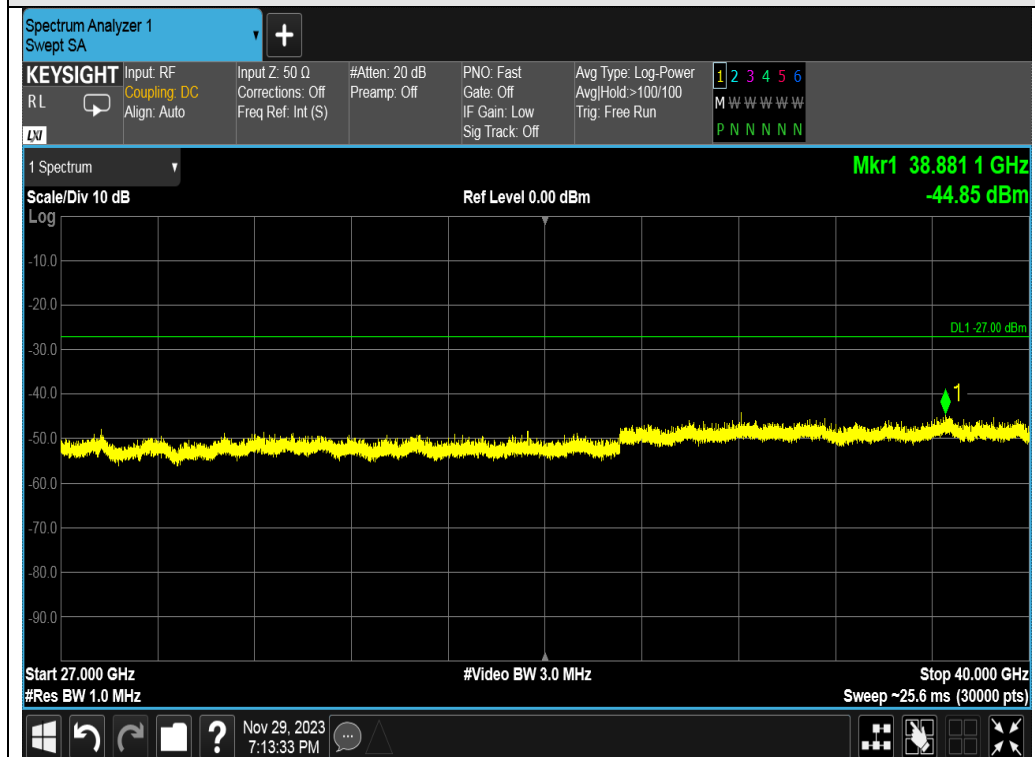 Spectrum Analyzer 1
Swept SA
+
KEYSIGHT
RL
LXI
Input: RF
Coupling: DC
Align: Auto
Input Z: 50 Ω
Corrections: Off
Freq Ref: Int (S)
#Atten: 20 dB
Preamp: Off
PNO: Fast
Gate: Off
IF Gain: Low
Sig Track: Off
Avg Type: Log-Power
Avg|Hold:>100/100
Trig: Free Run
1 2 3 4 5 6
M W W W W W
P N N N N N
1 Spectrum
Mkr1 38.881 1 GHz
-44.85 dBm
Scale/Div 10 dB
Ref Level 0.00 dBm
Log
-10.0
-20.0
DL1 -27.00 dBm
-30.0
-40.0
1
-50.0
-60.0
-70.0
-80.0
-90.0
Start 27.000 GHz
#Video BW 3.0 MHz
Stop 40.000 GHz
#Res BW 1.0 MHz
Sweep ~25.6 ms (30000 pts)
?
Nov 29, 2023
7:13:33 PM